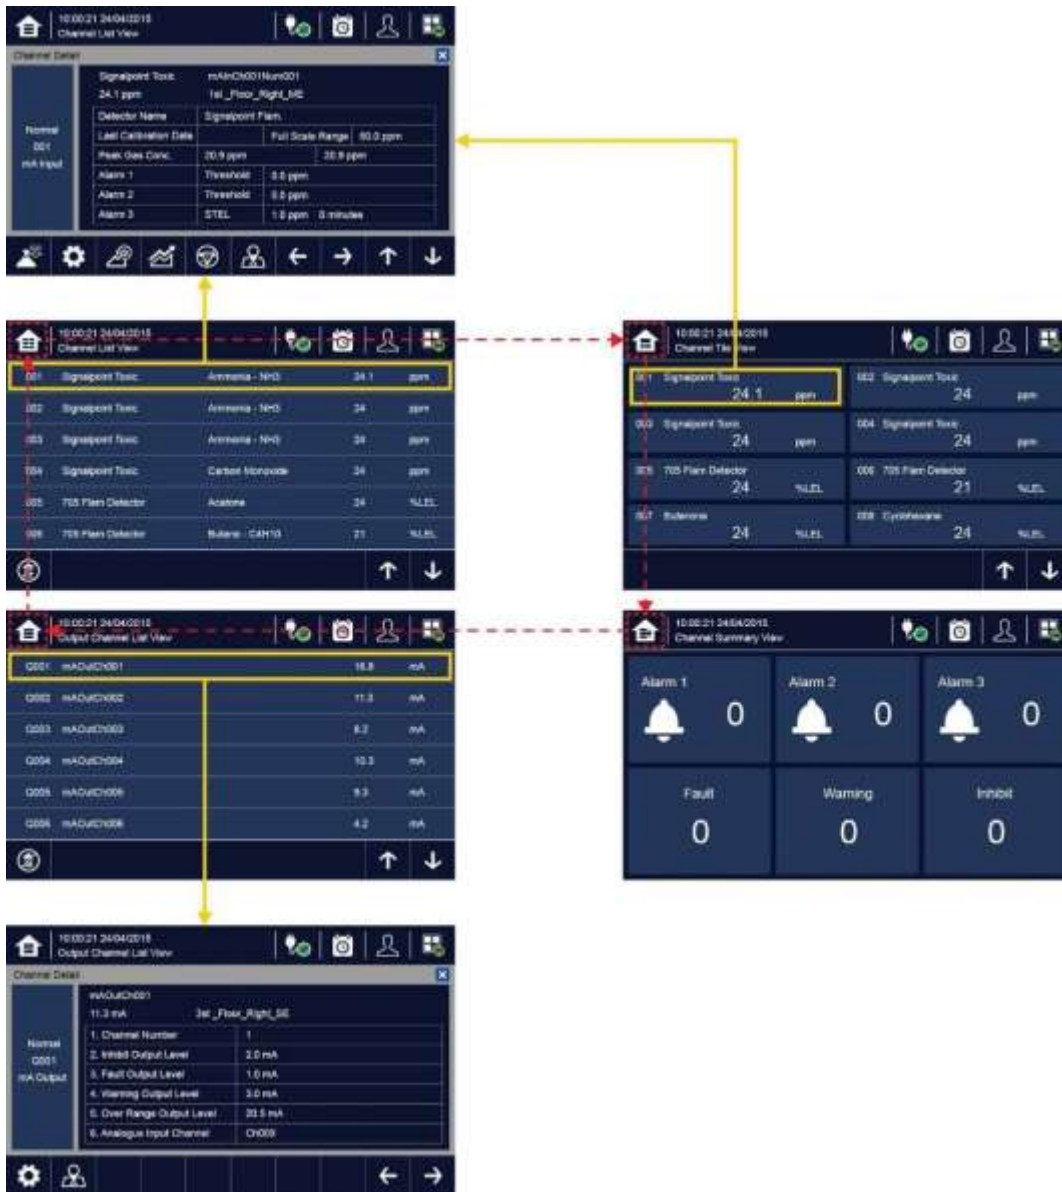 10:00:21 24/04/2015
Channel List View
Channel Detail
Signalpoint Toxic mAInCh001Num001
24.1 ppm 1st_Floor_Right_ME
Normal
001
mA Input
Detector Name Signalpoint Flam.
Last Calibration Date Full Scale Range 50.0 ppm
Peak Gas Conc. 20.9 ppm 20.9 ppm
Alarm 1 Threshold 0.0 ppm
Alarm 2 Threshold 0.0 ppm
Alarm 3 STEL 1.0 ppm 0 minutes
10:00:21 24/04/2015
Channel List View
001 Signalpoint Toxic Ammonia - NH3 24.1 ppm
002 Signalpoint Toxic Ammonia - NH3 24 ppm
003 Signalpoint Toxic Ammonia - NH3 24 ppm
004 Signalpoint Toxic Carbon Monoxide 24 ppm
005 705 Flam Detector Acetone 24 %LEL
006 705 Flam Detector Butane - C4H10 21 %LEL
10:00:21 24/04/2015
Channel Tile View
001 Signalpoint Toxic
24.1 ppm
002 Signalpoint Toxic
24 ppm
003 Signalpoint Toxic
24 ppm
004 Signalpoint Toxic
24 ppm
005 705 Flam Detector
24 %LEL
006 705 Flam Detector
21 %LEL
007 Butanone
24 %LEL
008 Cyclohexane
24 %LEL
10:00:21 24/04/2015
Output Channel List View
Q001 mAOutCh001 16.8 mA
Q002 mAOutCh002 11.3 mA
Q003 mAOutCh003 8.2 mA
Q004 mAOutCh004 10.3 mA
Q005 mAOutCh005 9.3 mA
Q006 mAOutCh006 4.2 mA
10:00:21 24/04/2015
Channel Summary View
Alarm 1 0
Alarm 2 0
Alarm 3 0
Fault
0
Warning
0
Inhibit
0
10:00:21 24/04/2015
Output Channel List View
Channel Detail
mAOutCh001
11.3 mA 3st_Floor_Right_SE
Normal
Q001
mA Output
1. Channel Number 1
2. Inhibit Output Level 2.0 mA
3. Fault Output Level 1.0 mA
4. Warning Output Level 3.0 mA
5. Over Range Output Level 20.5 mA
6. Analogue Input Channel Ch009